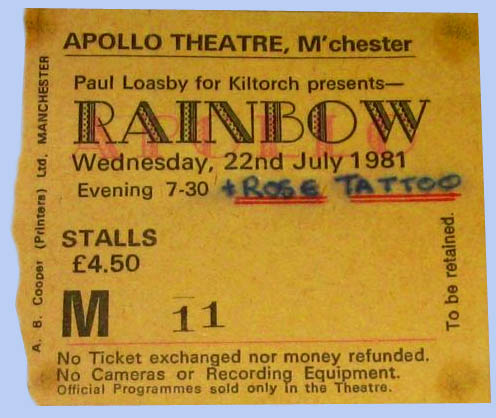 APOLLO THEATRE, M'chester
Paul Loasby for Kiltorch presents—
RAINBOW
APOLLO
Wednesday, 22nd July 1981
Evening 7-30 + ROSE TATTOO
STALLS
£4.50
M 11
No Ticket exchanged nor money refunded.
No Cameras or Recording Equipment.
Official Programmes sold only in the Theatre.
A. B. Cooper (Printers) Ltd, MANCHESTER
To be retained.